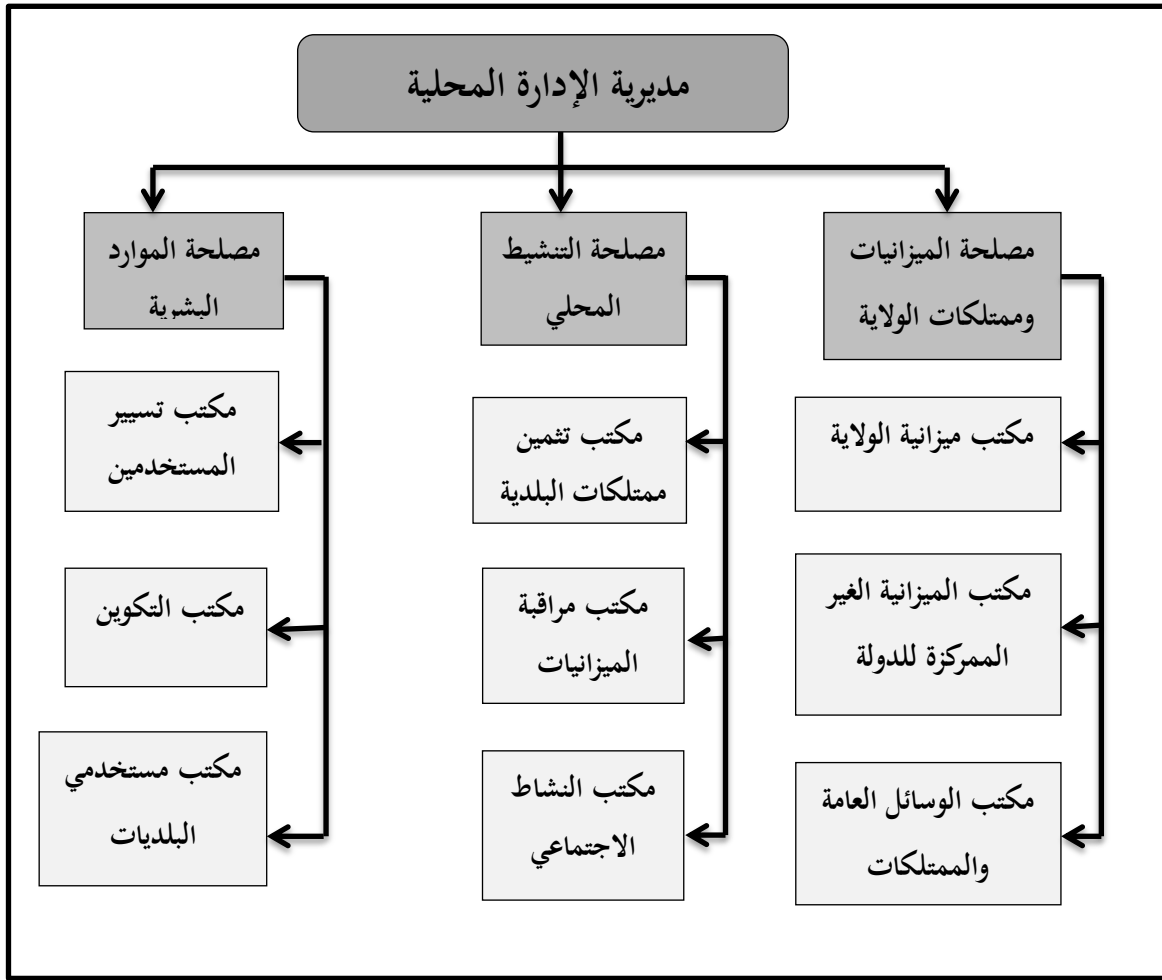 مديرية الإدارة المحلية
مصلحة الميزانيات
وممتلكات الولاية
مصلحة التنشيط
المحلي
مصلحة الموارد
البشرية
مكتب ميزانية الولاية
مكتب تثمين
ممتلكات البلدية
مكتب تسيير
المستخدمين
مكتب الميزانية الغير
الممركزة للدولة
مكتب مراقبة
الميزانيات
مكتب التكوين
مكتب الوسائل العامة
والممتلكات
مكتب النشاط
الاجتماعي
مكتب مستخدمي
البلديات